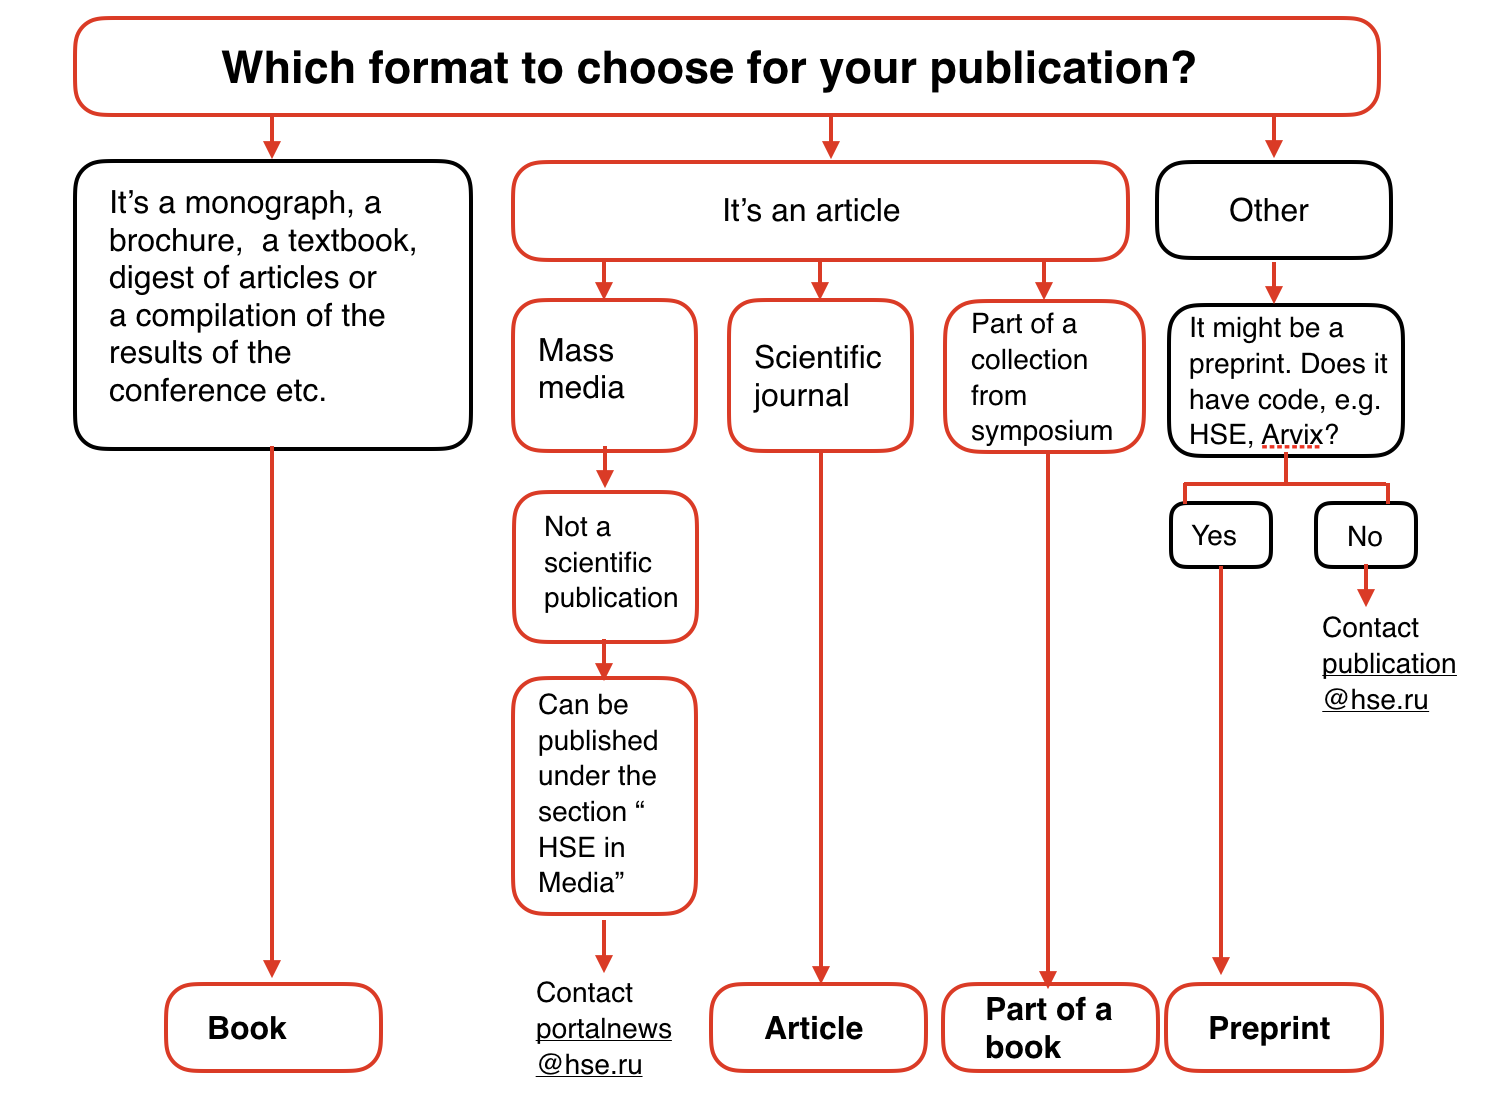 Which format to choose for your publication?
It’s a monograph, a
brochure,  a textbook,
digest of articles or
a compilation of the
results of the
conference etc.
It’s an article
Other
Mass
media
Scientific
journal
Part of a
collection
from
symposium
It might be a
preprint. Does it
have code, e.g.
HSE, Arvix?
Not a
scientific
publication
Yes
No
Can be
published
under the
section “
HSE in
Media”
Contact
publication
@hse.ru
Book
Contact
portalnews
@hse.ru
Article
Part of a
book
Preprint